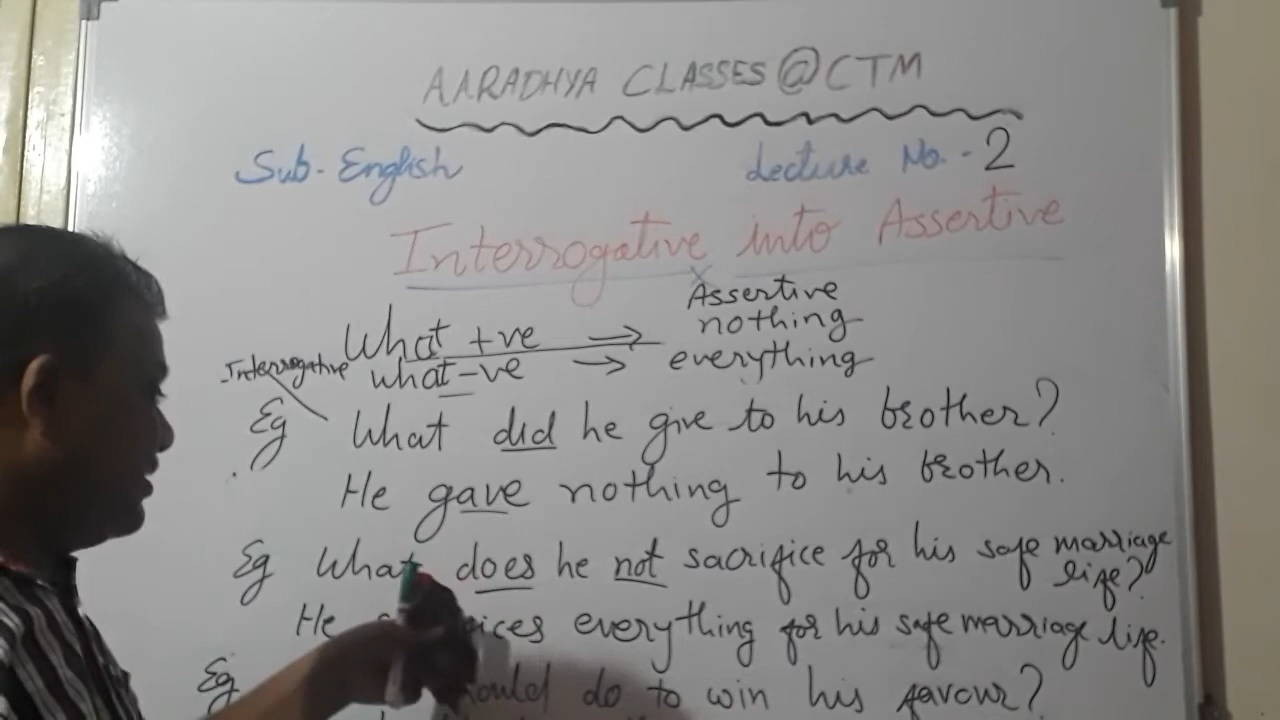 AARADHYA CLASSES @ CTM
Sub- English Lecture No. - 2
Interrogative into Assertive
Assertive
What +ve ⇒ nothing
Interrogative what -ve → everything
Eg What did he give to his brother?
He gave nothing to his brother.
Eg What does he not sacrifice for his safe marriage life?
He everything for his safe marriage life.
Eg do to win his favour?